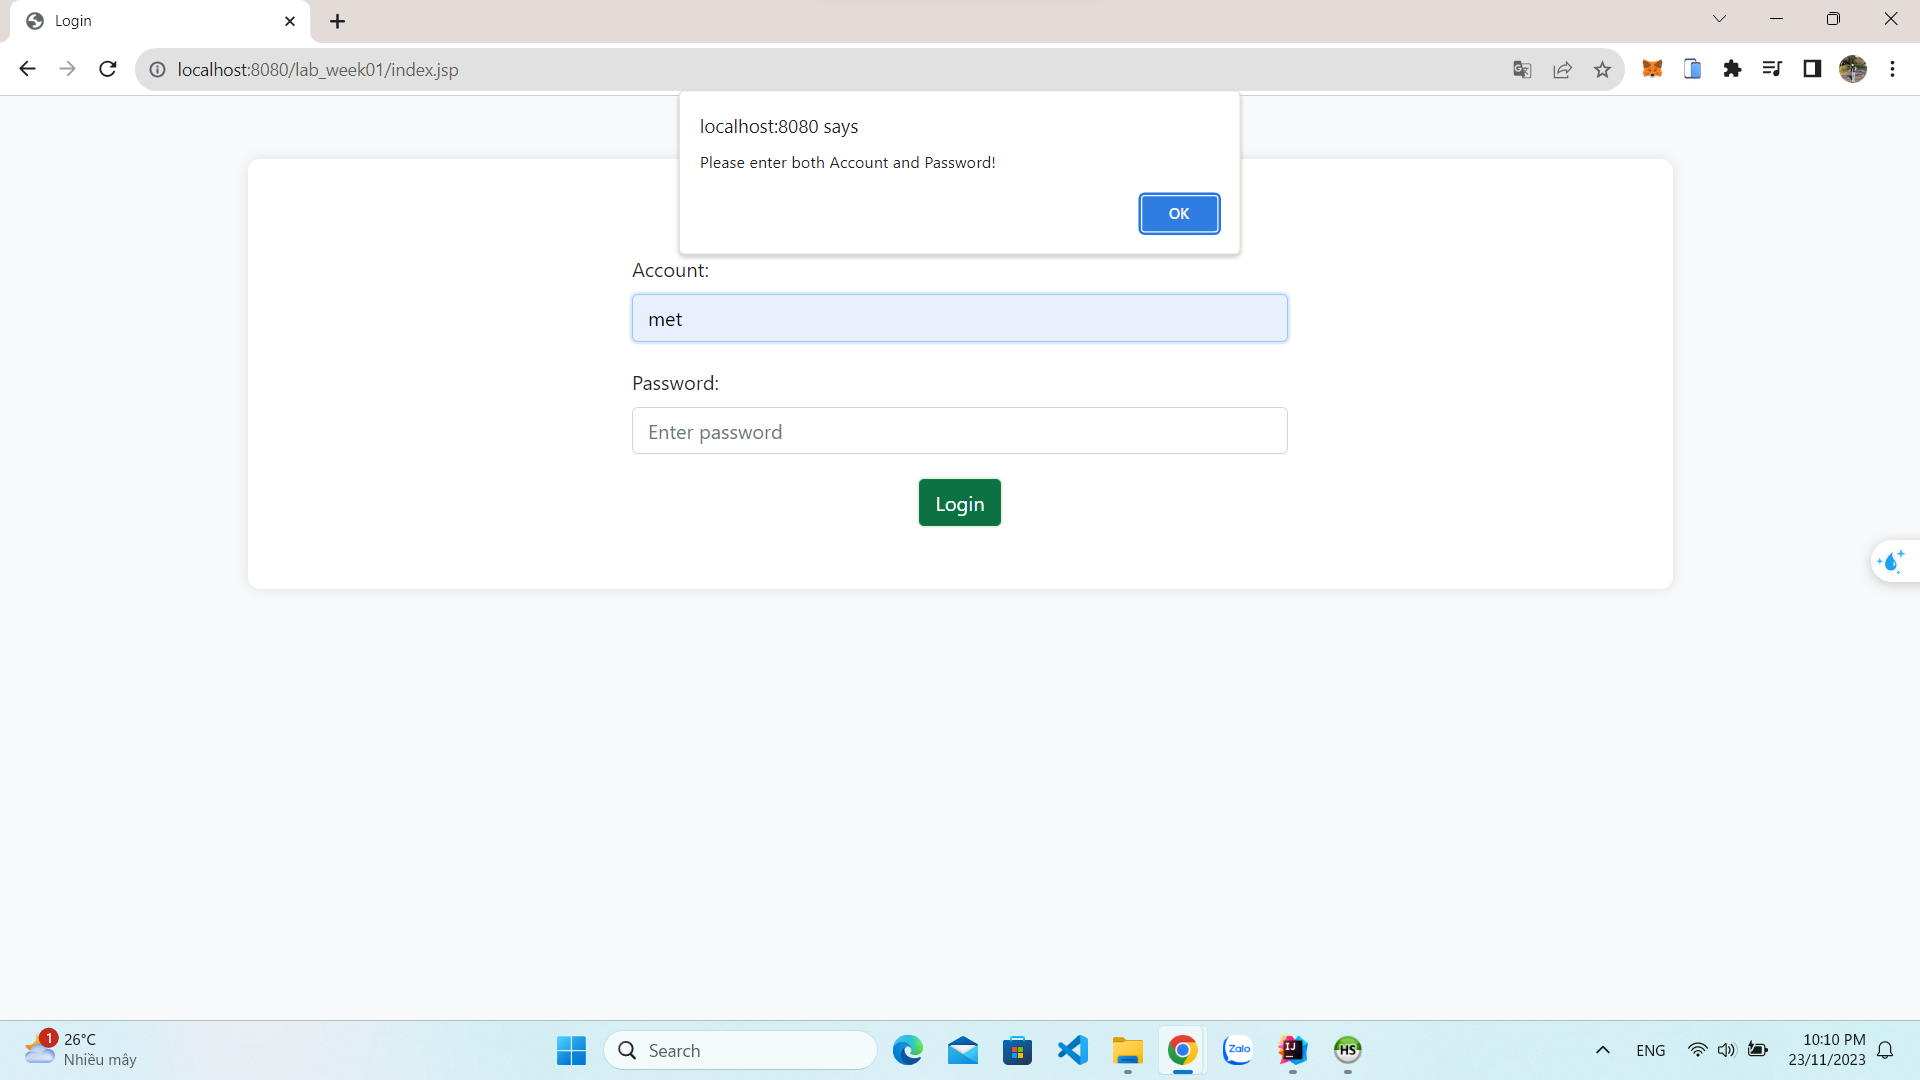 Login
localhost:8080/lab_week01/index.jsp
localhost:8080 says
Please enter both Account and Password!
OK
Account:
met
Password:
Enter password
Login
1
26°C
Nhiều mây
Search
Zalo
IJ
HS
ENG
10:10 PM
23/11/2023